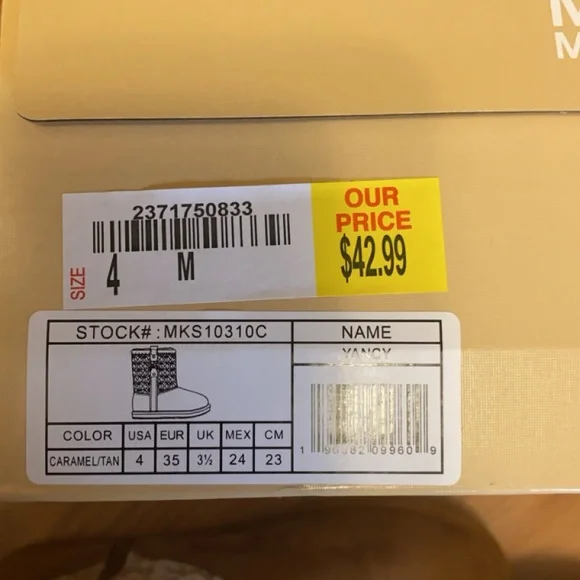 M
M
2371750833
OUR
PRICE
$42.99
SIZE
4 M
STOCK#:MKS10310C
NAME
YANCY
COLOR USA EUR UK MEX CM
CARAMEL/TAN 4 35 3½ 24 23